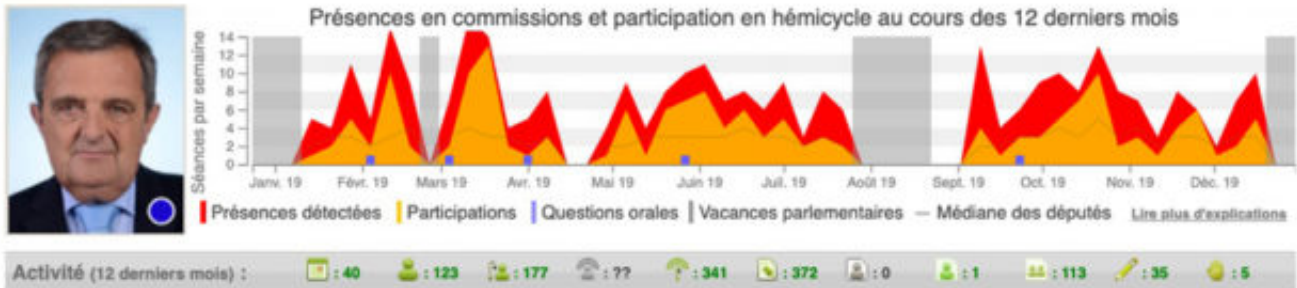 Présences en commissions et participation en hémicycle au cours des 12 derniers mois
Séances par semaine
14
12
10
8
6
4
2
0
Janv. 19 Févr. 19 Mars 19 Avr. 19 Mai 19 Juin 19 Juil. 19 Août 19 Sept. 19 Oct. 19 Nov. 19 Déc. 19
Présences détectées Participations Questions orales Vacances parlementaires Médiane des députés Lire plus d'explications
Activité (12 derniers mois) : : 40 : 123 : 177 : ?? : 341 : 372 : 0 : 1 : 113 : 35 : 5